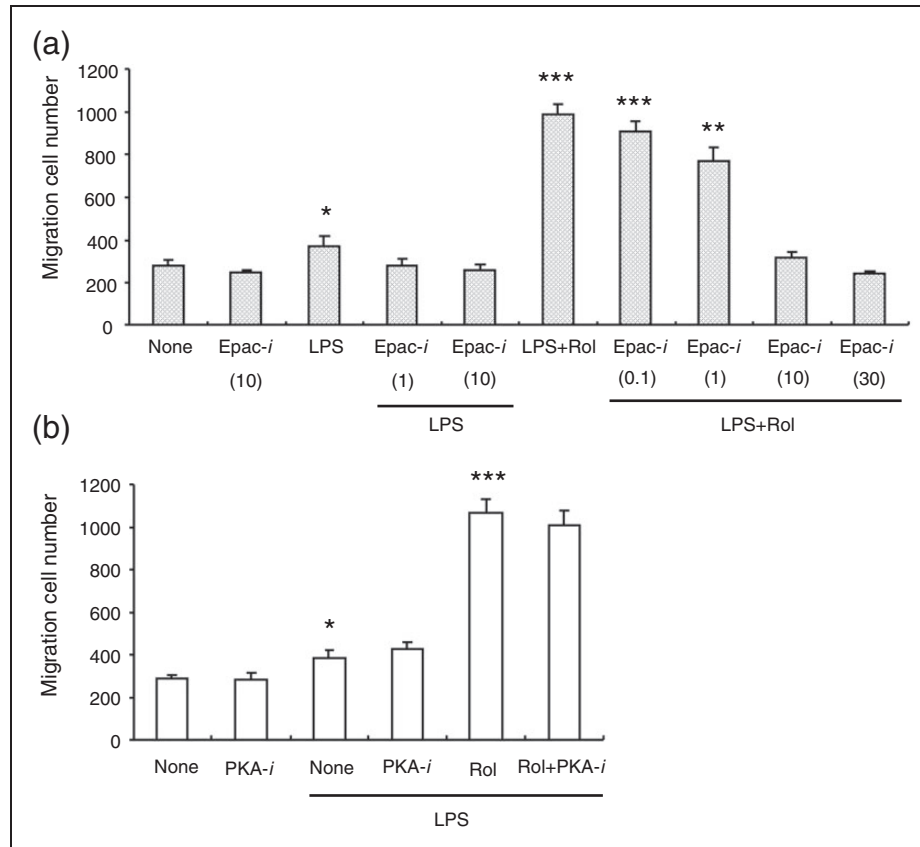 (a)
Migration cell number
1200
1000
800
600
400
200
0
*
***
***
**
None Epac-i LPS Epac-i Epac-i LPS+Rol Epac-i Epac-i Epac-i Epac-i
(10) (1) (10) (0.1) (1) (10) (30)
LPS LPS+Rol
(b)
Migration cell number
1200
1000
800
600
400
200
0
*
***
None PKA-i None PKA-i Rol Rol+PKA-i
LPS